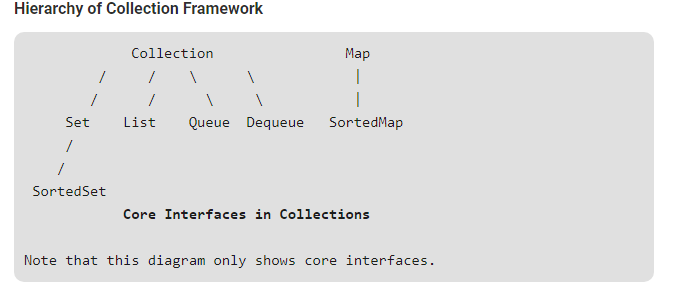 Hierarchy of Collection Framework
Collection Map
/ / \ \ |
/ / \ \ |
Set List Queue Dequeue SortedMap
/
/
SortedSet
Core Interfaces in Collections
Note that this diagram only shows core interfaces.